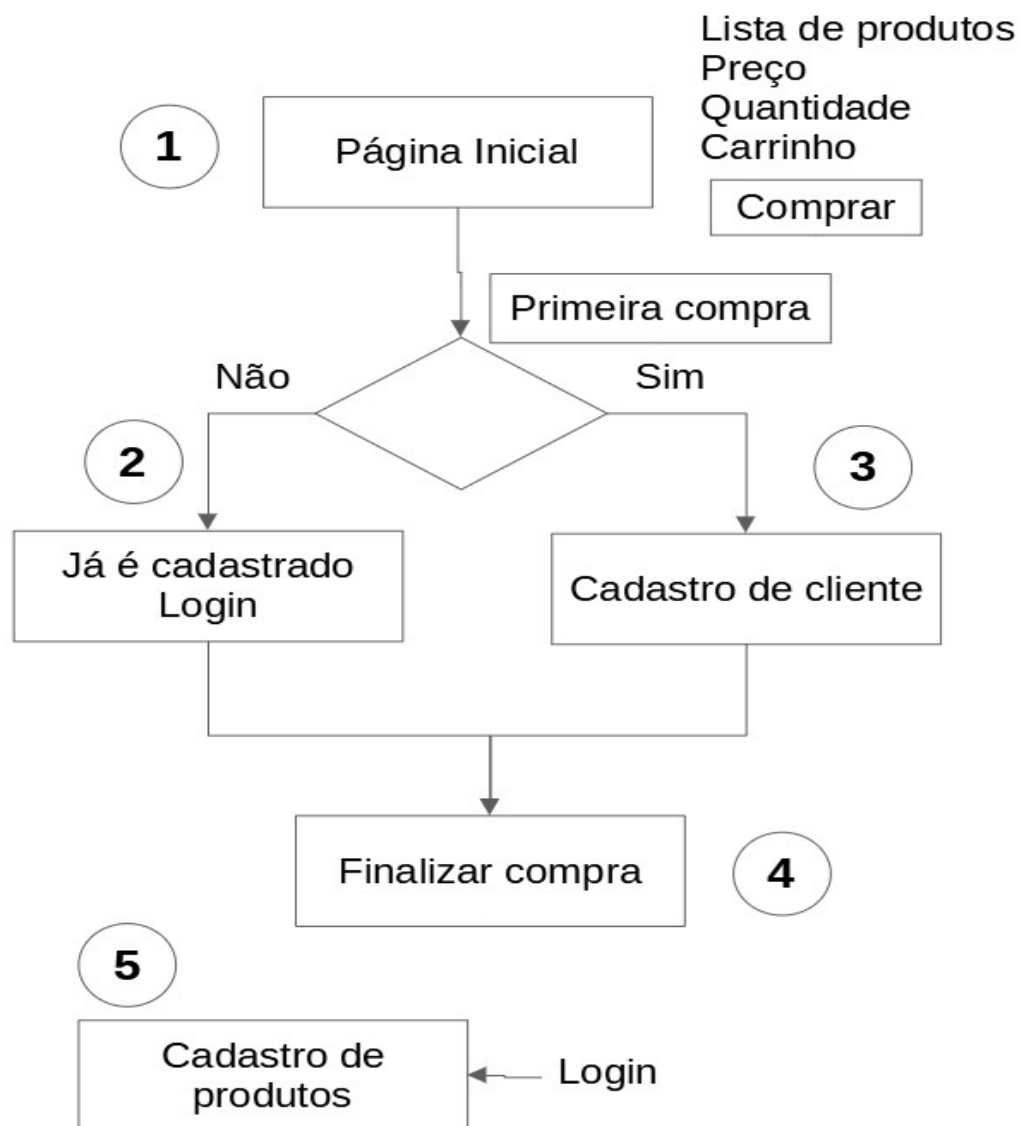 Lista de produtos
Preço
Quantidade
Carrinho
1
Página Inicial
Comprar
Primeira compra
Não
Sim
2
3
Já é cadastrado
Login
Cadastro de cliente
Finalizar compra
4
5
Cadastro de
produtos
Login